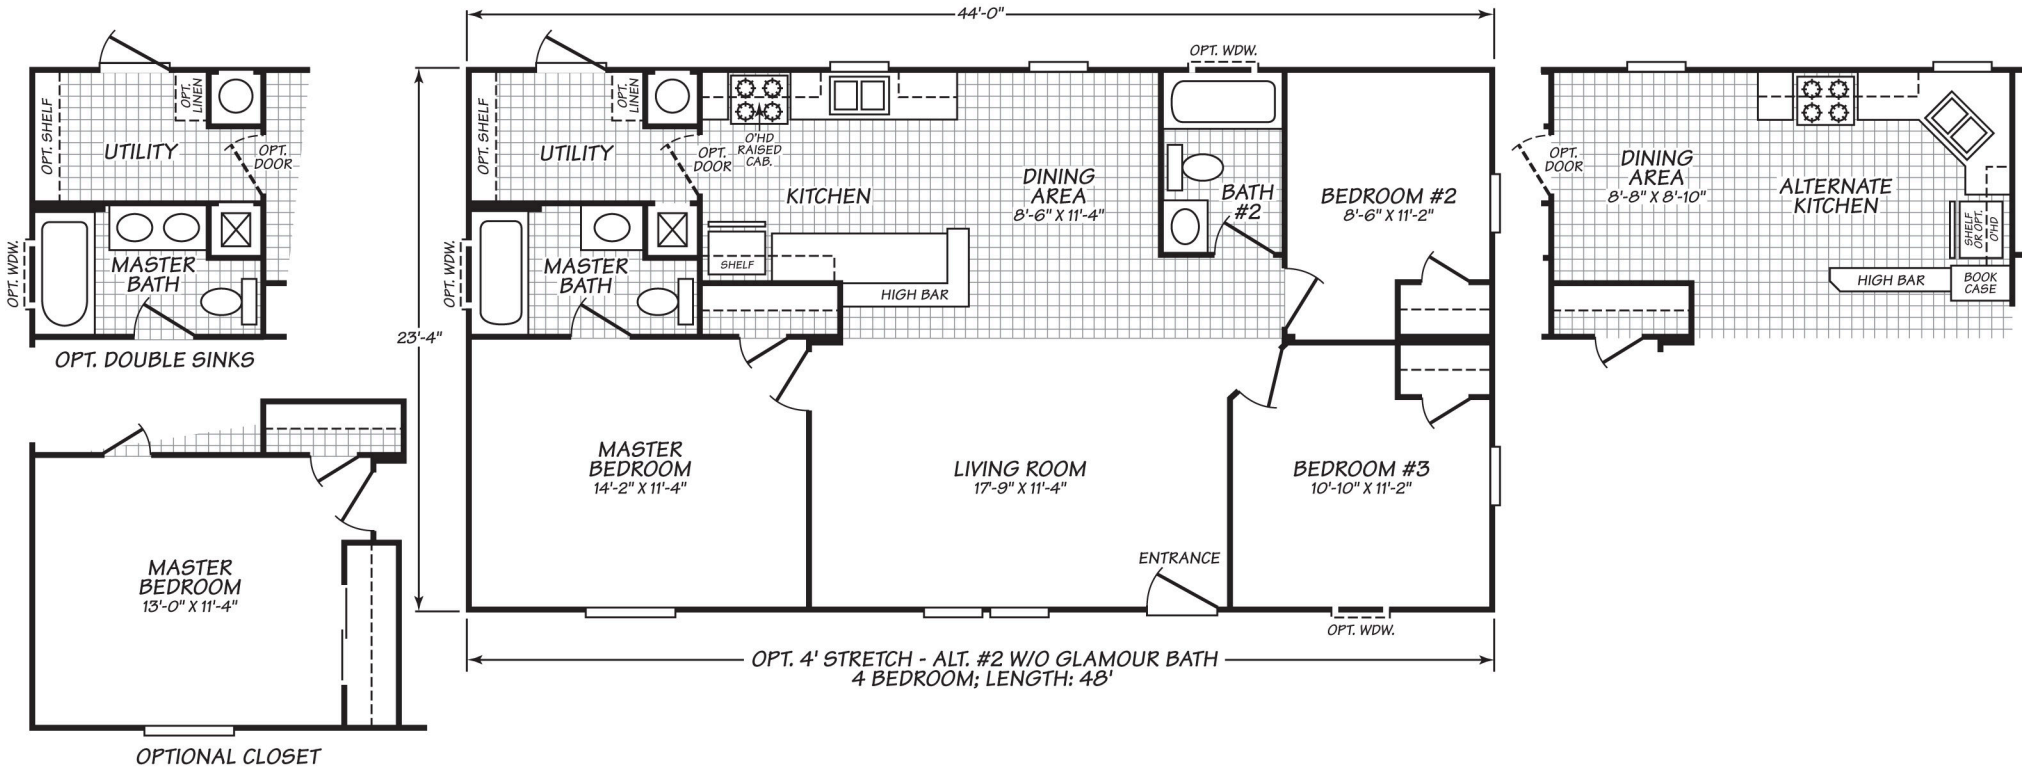 44'-0"
OPT. SHELF
OPT.
LINEN
UTILITY
OPT.
DOOR
OPT. WDW.
MASTER
BATH
OPT. DOUBLE SINKS
MASTER
BEDROOM
13'-0" X 11'-4"
OPTIONAL CLOSET
23'-4"
OPT. SHELF
OPT.
LINEN
UTILITY
OPT.
DOOR
O'HD
RAISED
CAB.
KITCHEN
DINING
AREA
8'-6" X 11'-4"
OPT. WDW.
BATH
#2
BEDROOM #2
8'-6" X 11'-2"
OPT. WDW.
MASTER
BATH
SHELF
HIGH BAR
MASTER
BEDROOM
14'-2" X 11'-4"
LIVING ROOM
17'-9" X 11'-4"
BEDROOM #3
10'-10" X 11'-2"
ENTRANCE
OPT. WDW.
OPT. 4' STRETCH - ALT. #2 W/O GLAMOUR BATH
4 BEDROOM; LENGTH: 48'
OPT.
DOOR
DINING
AREA
8'-8" X 8'-10"
ALTERNATE
KITCHEN
SHELF
OR OPT.
O'HD
HIGH BAR
BOOK
CASE